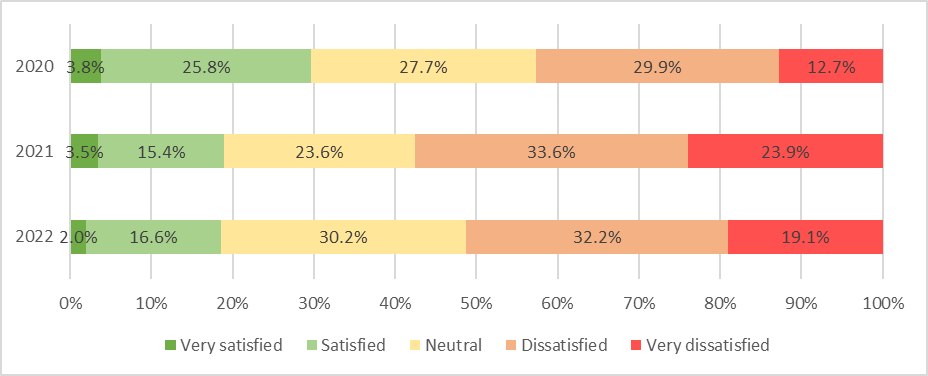 2020 3.8% 25.8% 27.7% 29.9% 12.7%
2021 3.5% 15.4% 23.6% 33.6% 23.9%
2022 2.0% 16.6% 30.2% 32.2% 19.1%
0% 10% 20% 30% 40% 50% 60% 70% 80% 90% 100%
Very satisfied Satisfied Neutral Dissatisfied Very dissatisfied